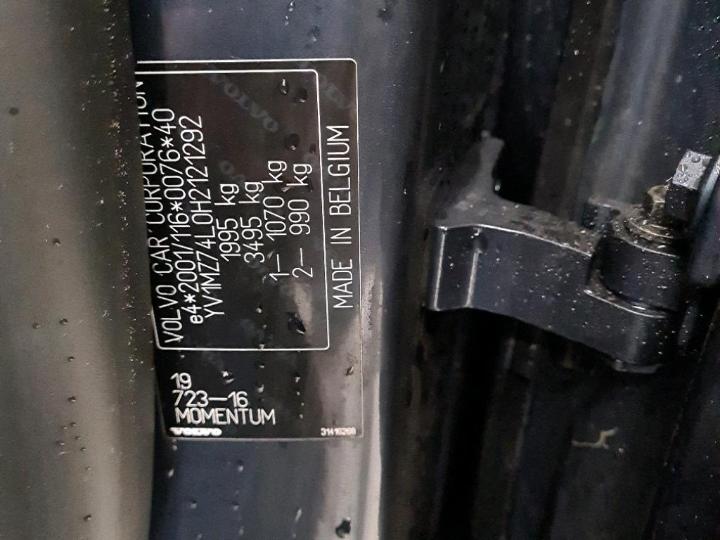 VOLVO CAR CORPORATION
e4*2001/116*0076*40
YV1MZ74L0H2121292
1995 kg
3495 kg
1— 1070 kg
2— 990 kg
MADE IN BELGIUM
19
723—16
MOMENTUM
VOLVO
31416268